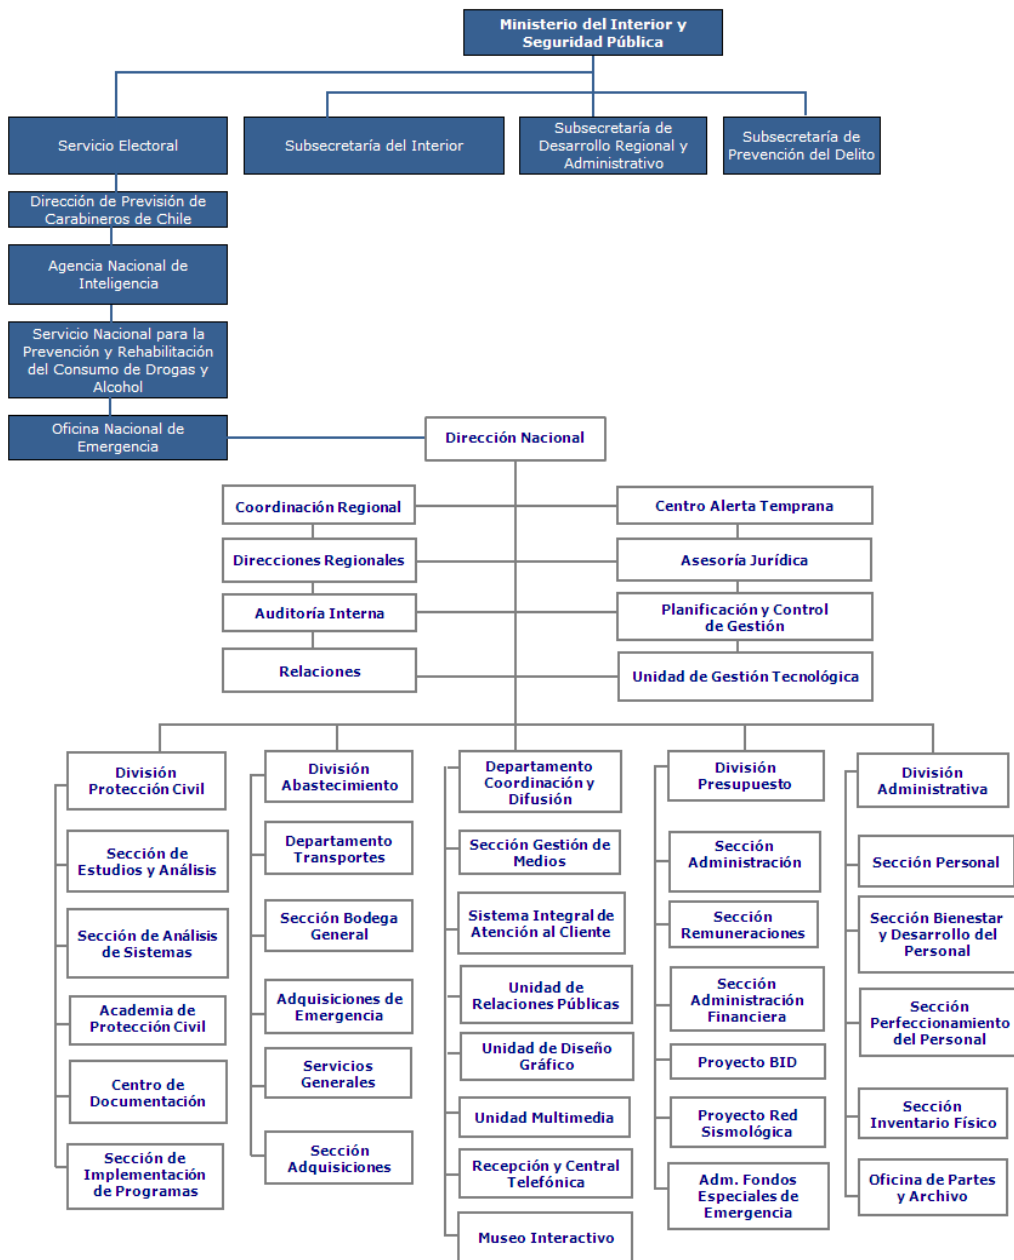 Ministerio del Interior y
Seguridad Pública
Servicio Electoral
Subsecretaría del Interior
Subsecretaría de
Desarrollo Regional y
Administrativo
Subsecretaría de
Prevención del Delito
Dirección de Previsión de
Carabineros de Chile
Agencia Nacional de
Inteligencia
Servicio Nacional para la
Prevención y Rehabilitación
del Consumo de Drogas y
Alcohol
Oficina Nacional de
Emergencia
Dirección Nacional
Coordinación Regional
Centro Alerta Temprana
Direcciones Regionales
Asesoría Jurídica
Auditoría Interna
Planificación y Control
de Gestión
Relaciones
Unidad de Gestión Tecnológica
División
Protección Civil
Sección de
Estudios y Análisis
Sección de Análisis
de Sistemas
Academia de
Protección Civil
Centro de
Documentación
Sección de
Implementación
de Programas
División
Abastecimiento
Departamento
Transportes
Sección Bodega
General
Adquisiciones de
Emergencia
Servicios
Generales
Sección
Adquisiciones
Departamento
Coordinación y
Difusión
Sección Gestión de
Medios
Sistema Integral de
Atención al Cliente
Unidad de
Relaciones Públicas
Unidad de Diseño
Gráfico
Unidad Multimedia
Recepción y Central
Telefónica
Museo Interactivo
División
Presupuesto
Sección
Administración
Sección
Remuneraciones
Sección
Administración
Financiera
Proyecto BID
Proyecto Red
Sismológica
Adm. Fondos
Especiales de
Emergencia
División
Administrativa
Sección Personal
Sección Bienestar
y Desarrollo del
Personal
Sección
Perfeccionamiento
del Personal
Sección
Inventario Físico
Oficina de Partes
y Archivo